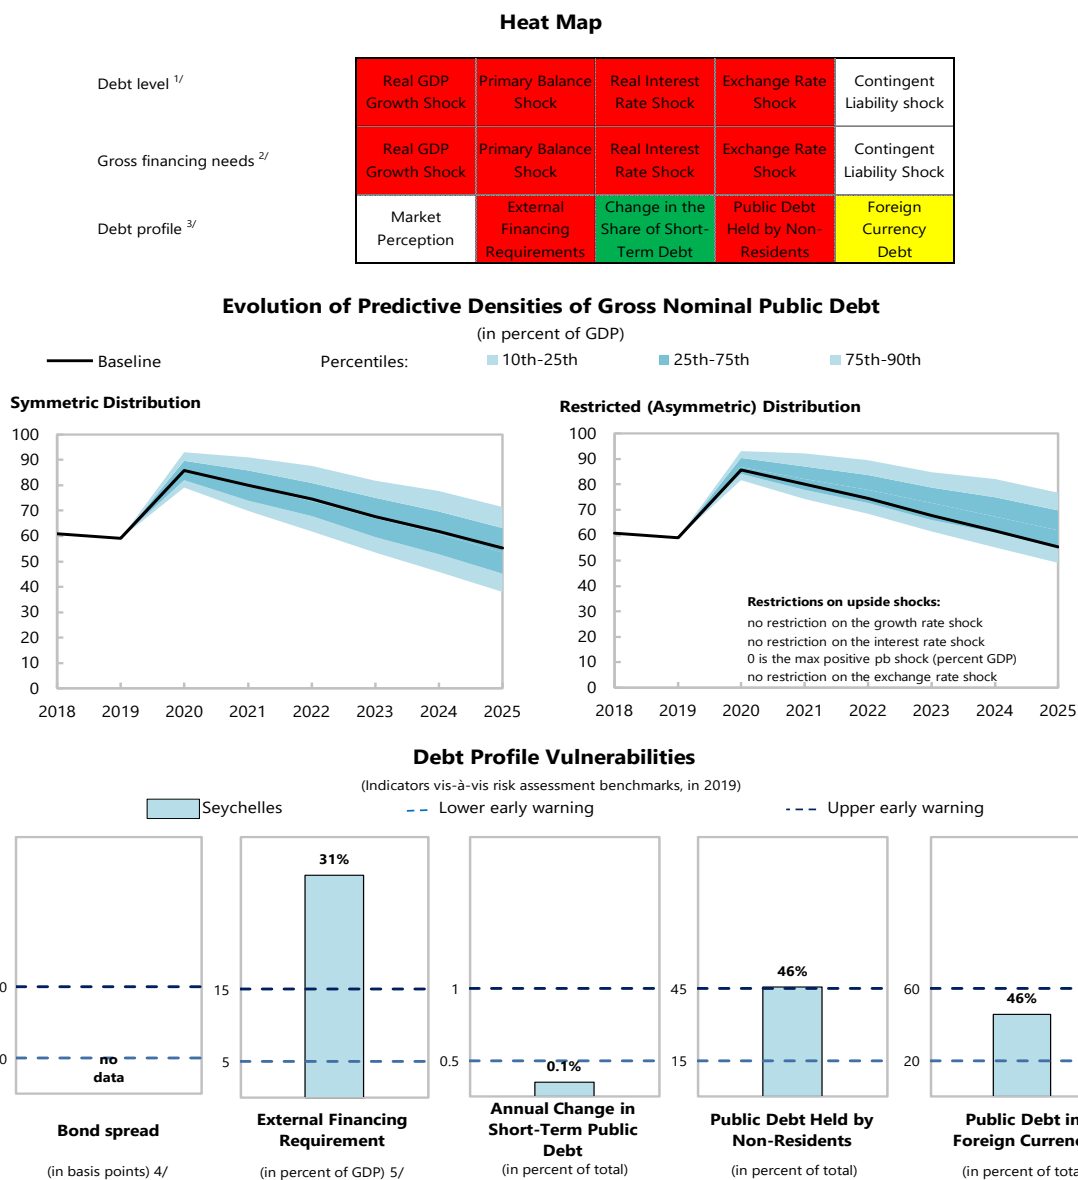 Heat Map
Debt level 1/
Real GDP Growth Shock
Primary Balance Shock
Real Interest Rate Shock
Exchange Rate Shock
Contingent Liability shock
Gross financing needs 2/
Real GDP Growth Shock
Primary Balance Shock
Real Interest Rate Shock
Exchange Rate Shock
Contingent Liability Shock
Debt profile 3/
Market Perception
External Financing Requirements
Change in the Share of Short-Term Debt
Public Debt Held by Non-Residents
Foreign Currency Debt
Evolution of Predictive Densities of Gross Nominal Public Debt
(in percent of GDP)
Baseline
Percentiles:
10th-25th
25th-75th
75th-90th
Symmetric Distribution
100
90
80
70
60
50
40
30
20
10
0
2018 2019 2020 2021 2022 2023 2024 2025
Restricted (Asymmetric) Distribution
100
90
80
70
60
50
40
30
20
10
0
Restrictions on upside shocks:
no restriction on the growth rate shock
no restriction on the interest rate shock
0 is the max positive pb shock (percent GDP)
no restriction on the exchange rate shock
2018 2019 2020 2021 2022 2023 2024 2025
Debt Profile Vulnerabilities
(Indicators vis-à-vis risk assessment benchmarks, in 2019)
Seychelles
Lower early warning
Upper early warning
0
0
no
data
Bond spread
(in basis points) 4/
31%
15
5
External Financing
Requirement
(in percent of GDP) 5/
1
0.5
0.1%
Annual Change in
Short-Term Public
Debt
(in percent of total)
46%
45
15
Public Debt Held by
Non-Residents
(in percent of total)
60
46%
20
Public Debt in
Foreign Currenc
(in percent of tota